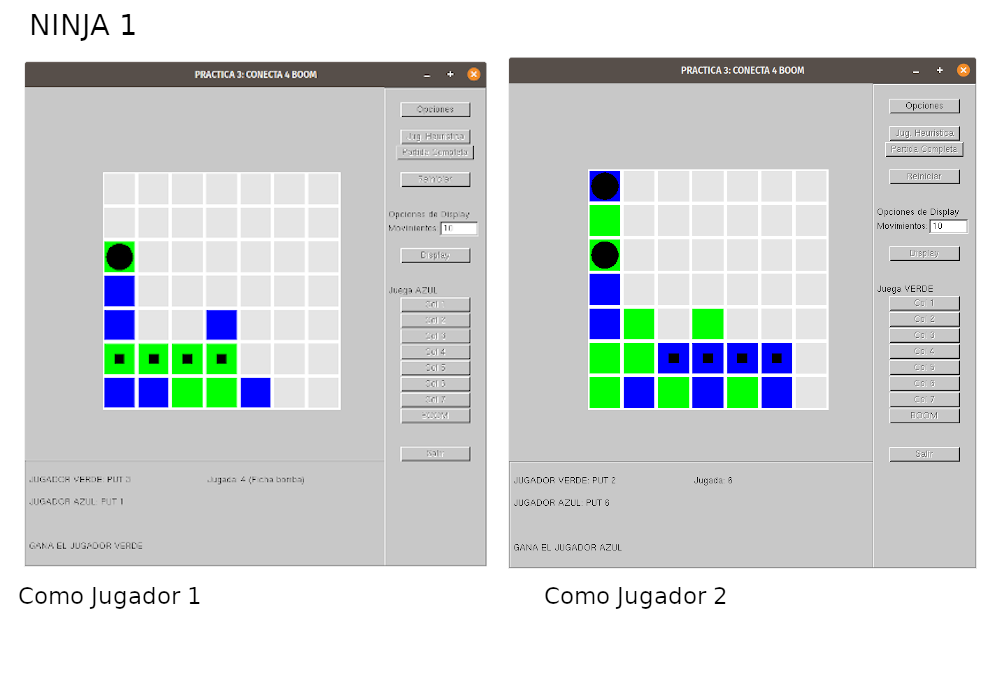 NINJA 1
PRACTICA 3: CONECTA 4 BOOM
Opciones
Jug. Heuristica
Partida Completa
Reiniciar
Opciones de Display
Movimientos: 10
Display
Juega AZUL
Col 1
Col 2
Col 3
Col 4
Col 5
Col 6
Col 7
BOOM
Salir
JUGADOR VERDE: PUT 3
Jugada: 4 (Ficha bomba)
JUGADOR AZUL: PUT 1
GANA EL JUGADOR VERDE
Como Jugador 1
PRACTICA 3: CONECTA 4 BOOM
Opciones
Jug. Heuristica
Partida Completa
Reiniciar
Opciones de Display
Movimientos: 10
Display
Juega VERDE
Col 1
Col 2
Col 3
Col 4
Col 5
Col 6
Col 7
BOOM
Salir
JUGADOR VERDE: PUT 2
Jugada: 6
JUGADOR AZUL: PUT 6
GANA EL JUGADOR AZUL
Como Jugador 2